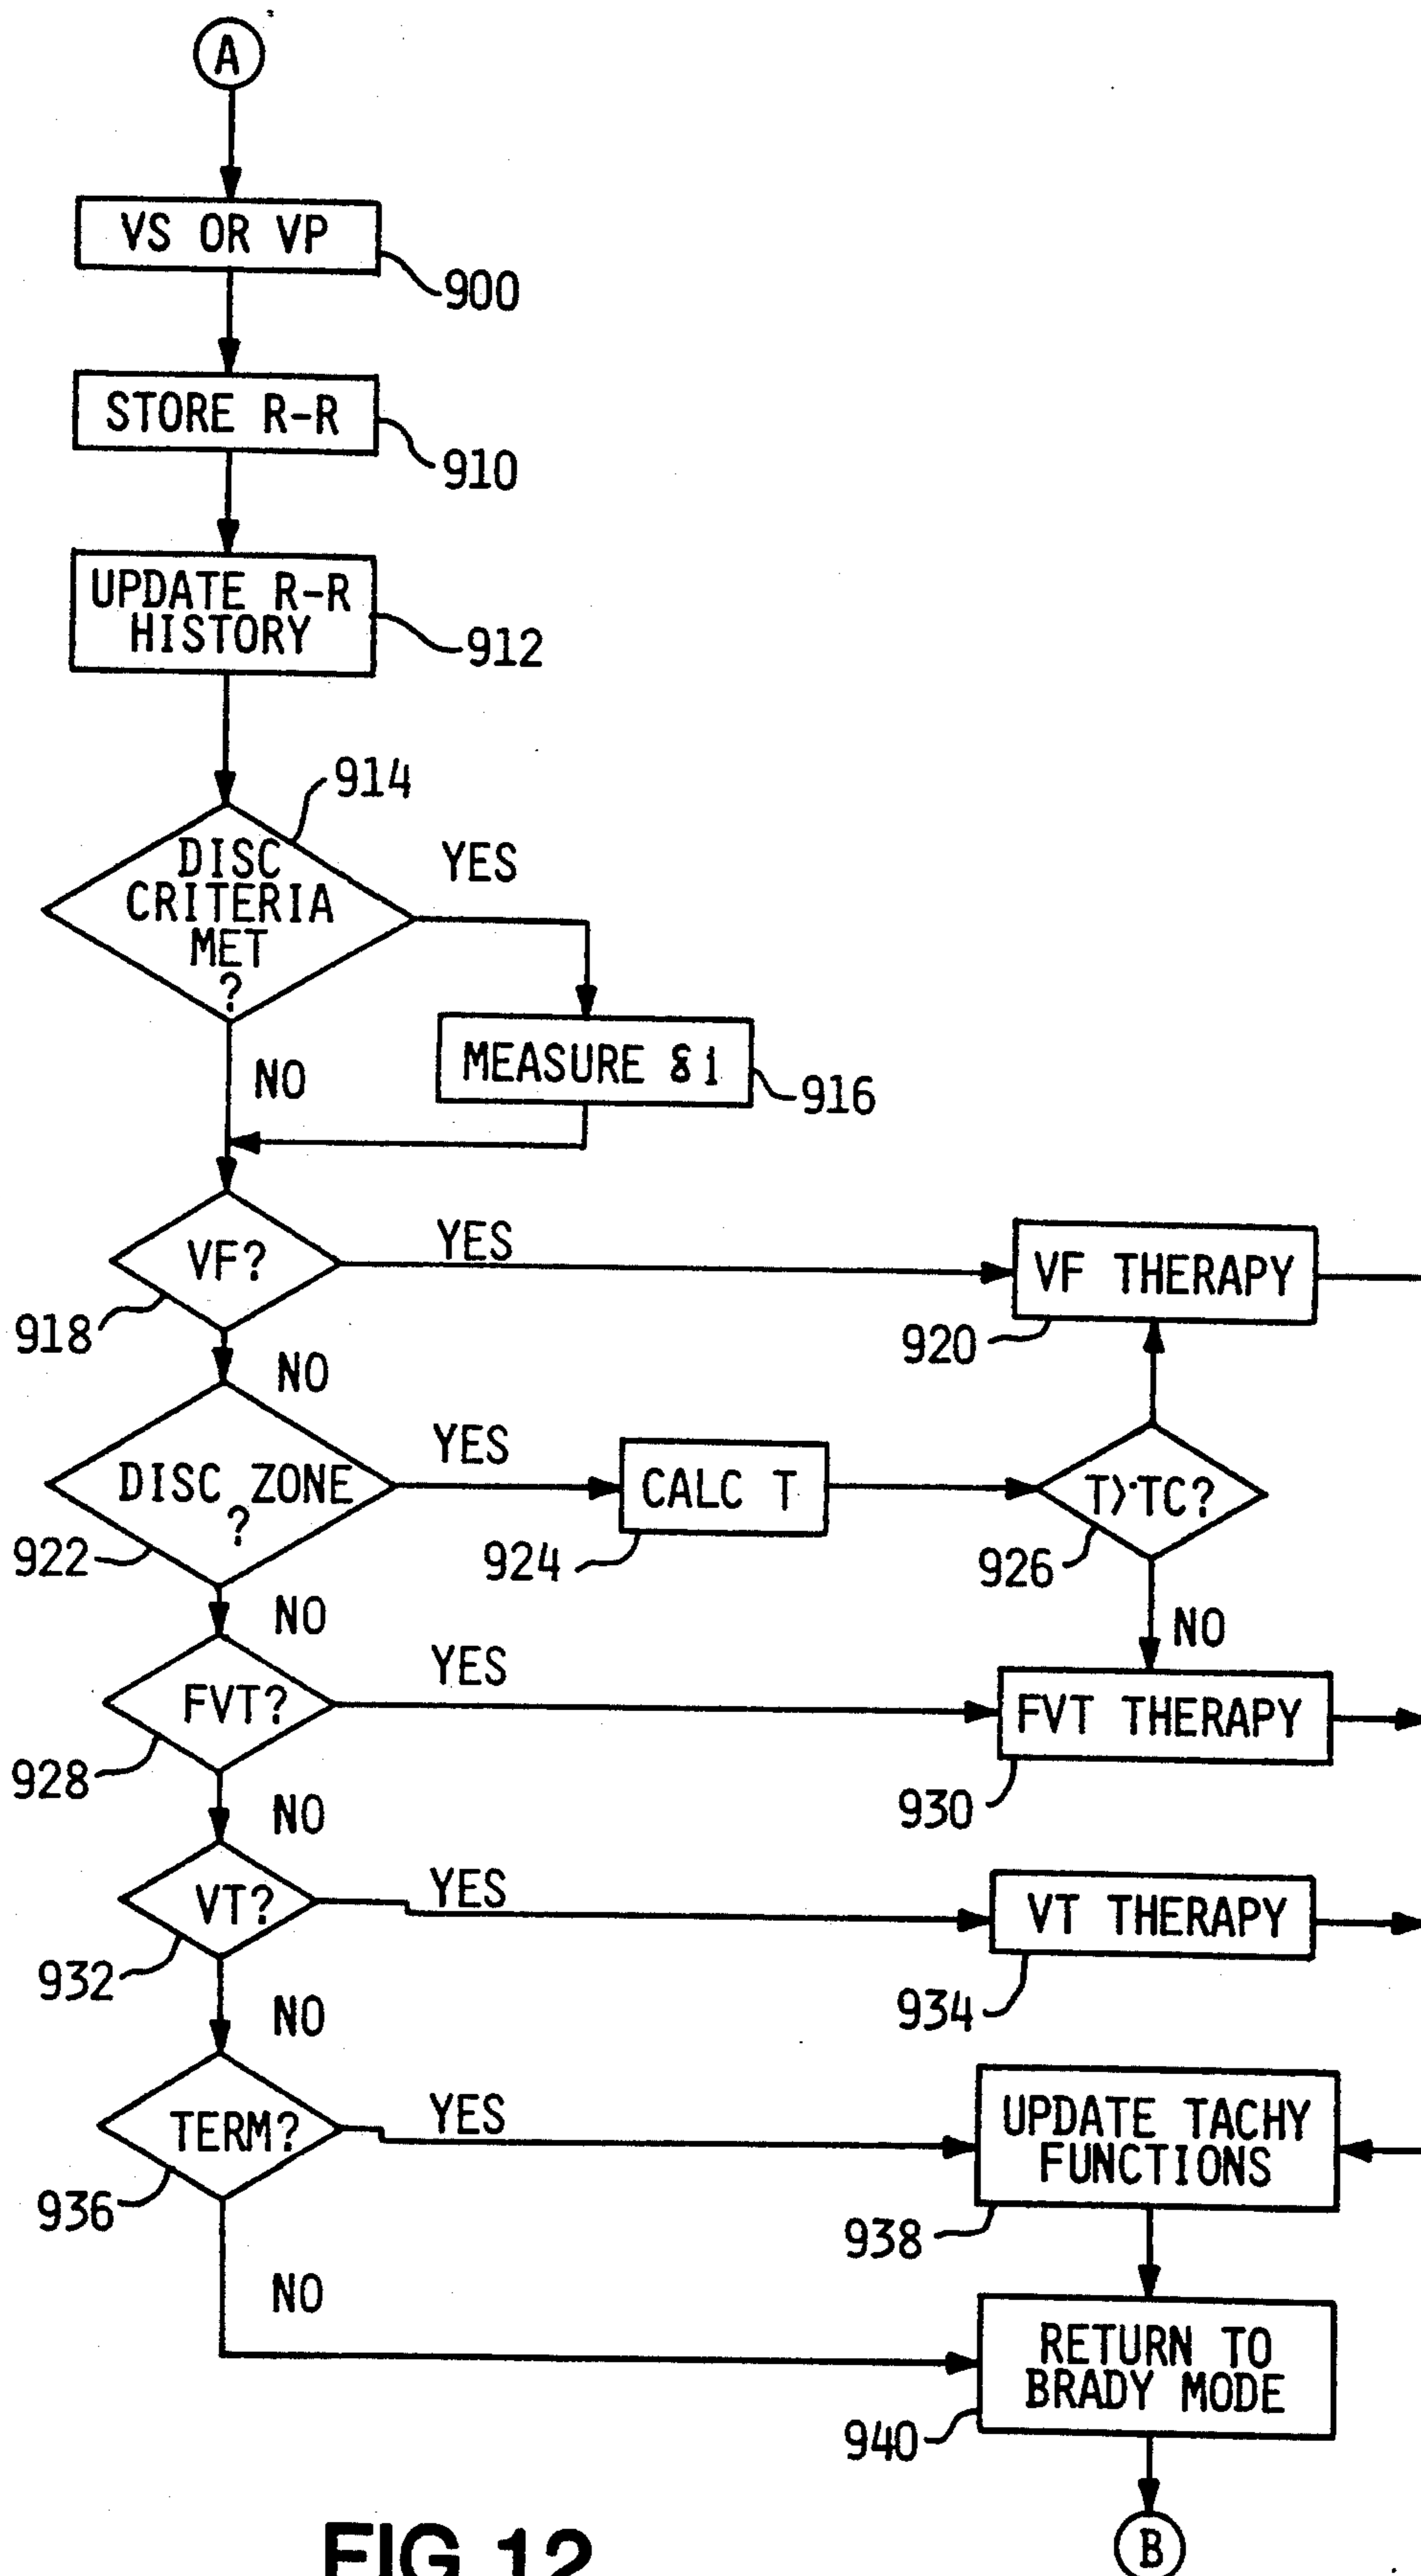 A
VS OR VP
900
STORE R-R
910
UPDATE R-R
HISTORY
912
914
DISC
CRITERIA
MET
?
YES
NO
MEASURE δi
916
VF?
YES
VF THERAPY
918
920
NO
DISC ZONE
?
YES
CALC T
T>TC?
922
924
926
NO
NO
FVT?
YES
FVT THERAPY
928
930
NO
VT?
YES
VT THERAPY
932
934
NO
TERM?
YES
UPDATE TACHY
FUNCTIONS
936
938
NO
RETURN TO
BRADY MODE
940
B
FIG.12